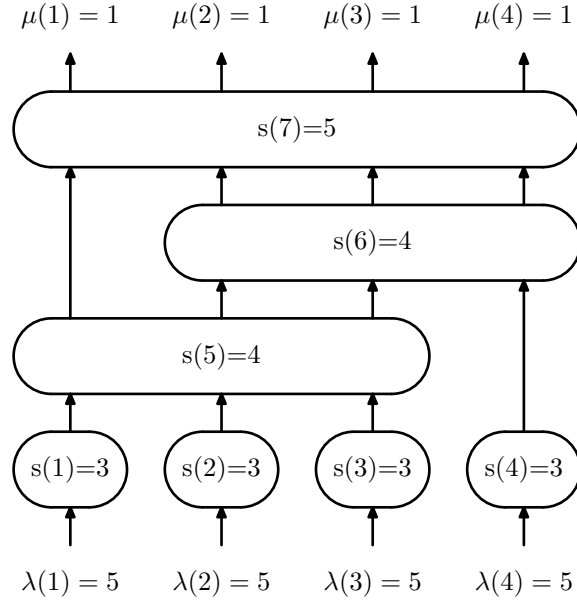 μ(1) = 1 μ(2) = 1 μ(3) = 1 μ(4) = 1
s(7)=5
s(6)=4
s(5)=4
s(1)=3 s(2)=3 s(3)=3 s(4)=3
λ(1) = 5 λ(2) = 5 λ(3) = 5 λ(4) = 5